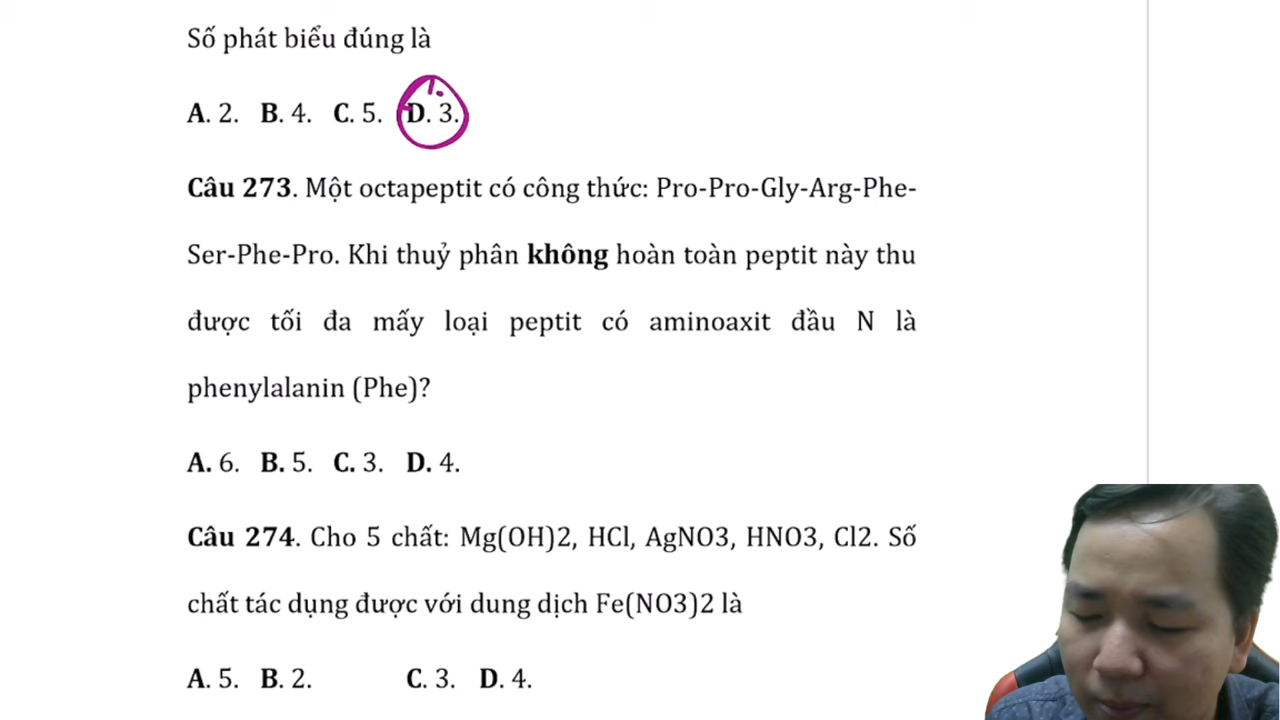 Số phát biểu đúng là
A. 2. B. 4. C. 5. D. 3.
Câu 273. Một octapeptit có công thức: Pro-Pro-Gly-Arg-Phe-
Ser-Phe-Pro. Khi thuỷ phân không hoàn toàn peptit này thu
được tối đa mấy loại peptit có aminoaxit đầu N là
phenylalanin (Phe)?
A. 6. B. 5. C. 3. D. 4.
Câu 274. Cho 5 chất: Mg(OH)2, HCl, AgNO3, HNO3, Cl2. Số
chất tác dụng được với dung dịch Fe(NO3)2 là
A. 5. B. 2. C. 3. D. 4.